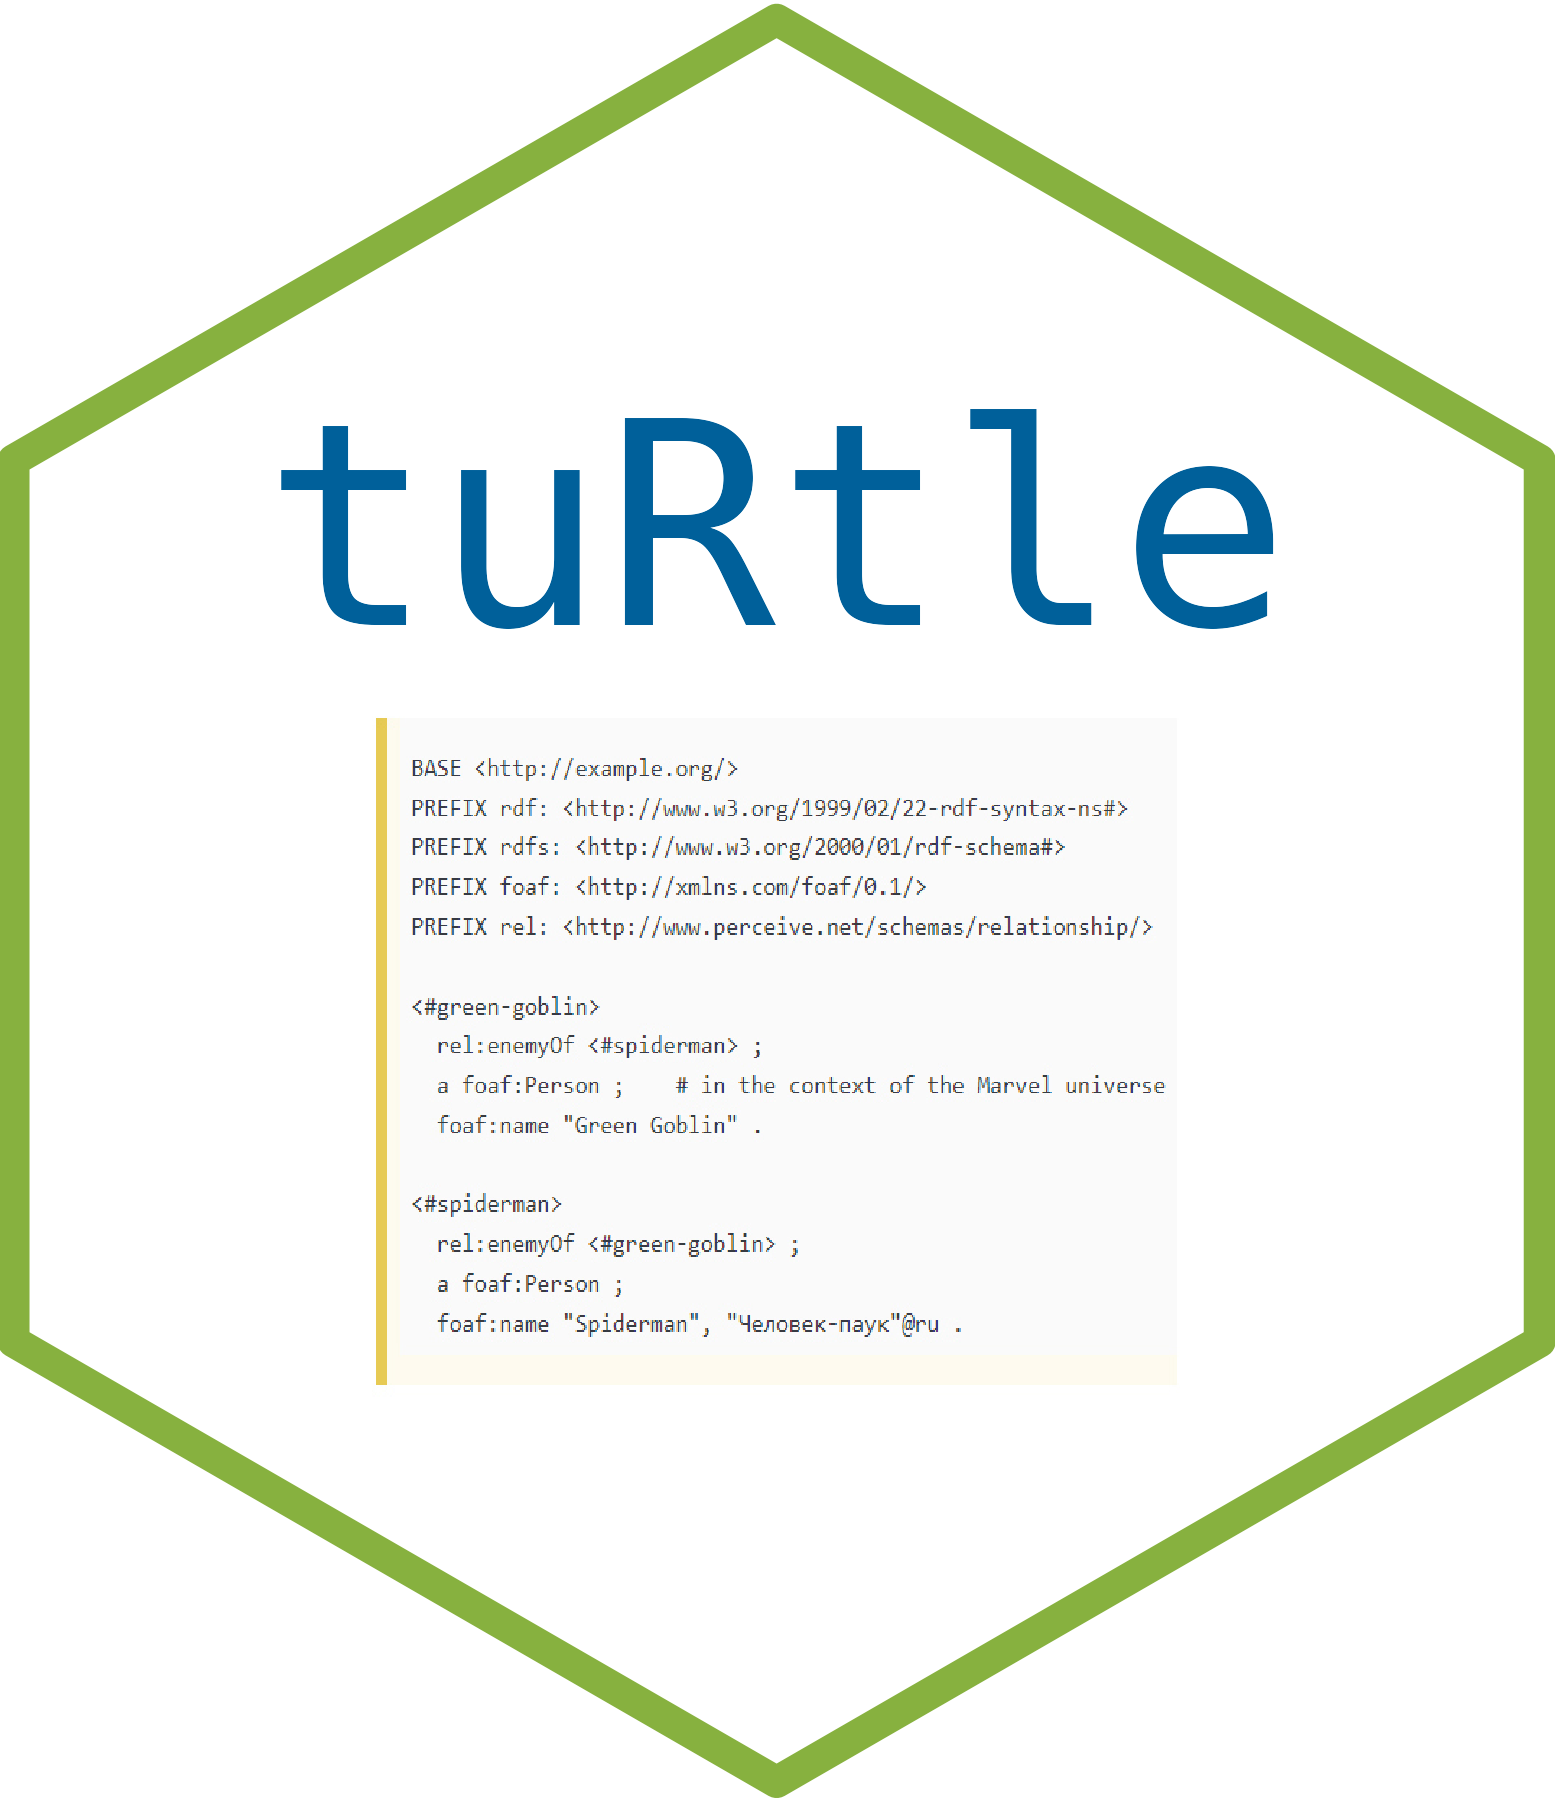 tuRtle
BASE <http://example.org/>
PREFIX rdf: <http://www.w3.org/1999/02/22-rdf-syntax-ns#>
PREFIX rdfs: <http://www.w3.org/2000/01/rdf-schema#>
PREFIX foaf: <http://xmlns.com/foaf/0.1/>
PREFIX rel: <http://www.perceive.net/schemas/relationship/>
<#green-goblin>
  rel:enemyOf <#spiderman> ;
  a foaf:Person ;    # in the context of the Marvel universe
  foaf:name "Green Goblin" .
<#spiderman>
  rel:enemyOf <#green-goblin> ;
  a foaf:Person ;
  foaf:name "Spiderman", "Человек-паук"@ru .